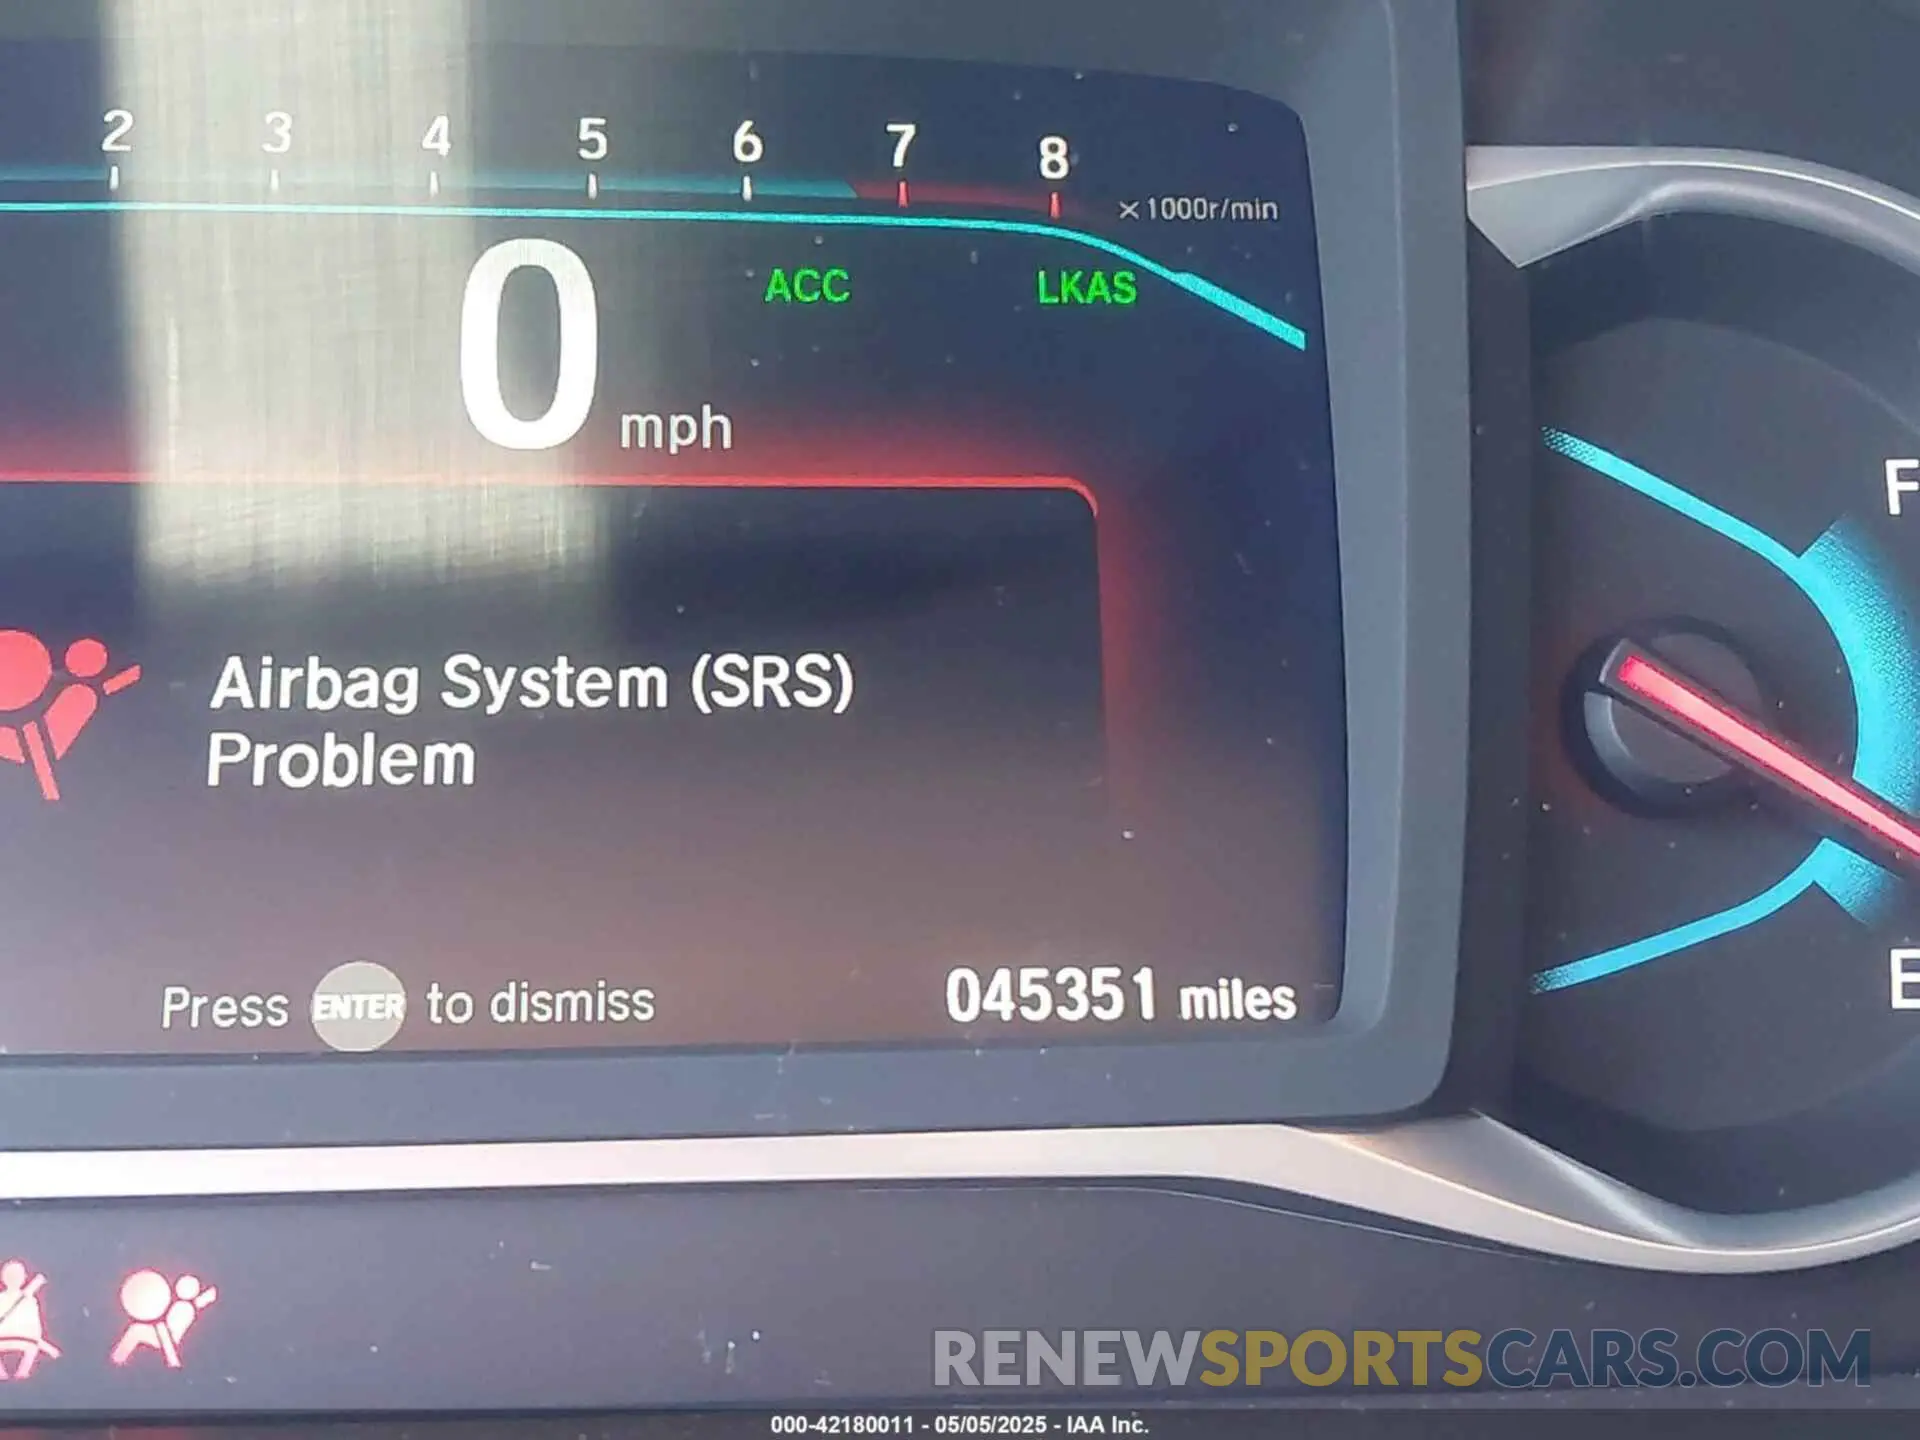 2 3 4 5 6 7 8
×1000r/min
ACC LKAS
0 mph
F
Airbag System (SRS)
Problem
Press ENTER to dismiss
045351 miles
E
RENEWSPORTSCARS.COM
000-42180011 - 05/05/2025 - IAA Inc.